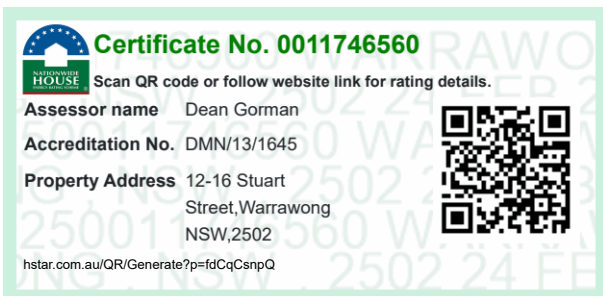 NATIONWIDE
HOUSE
ENERGY RATING SCHEME
Certificate No. 0011746560
Scan QR code or follow website link for rating details.
Assessor name Dean Gorman
Accreditation No. DMN/13/1645
Property Address 12-16 Stuart
Street,Warrawong
NSW,2502
hstar.com.au/QR/Generate?p=fdCqCsnpQ